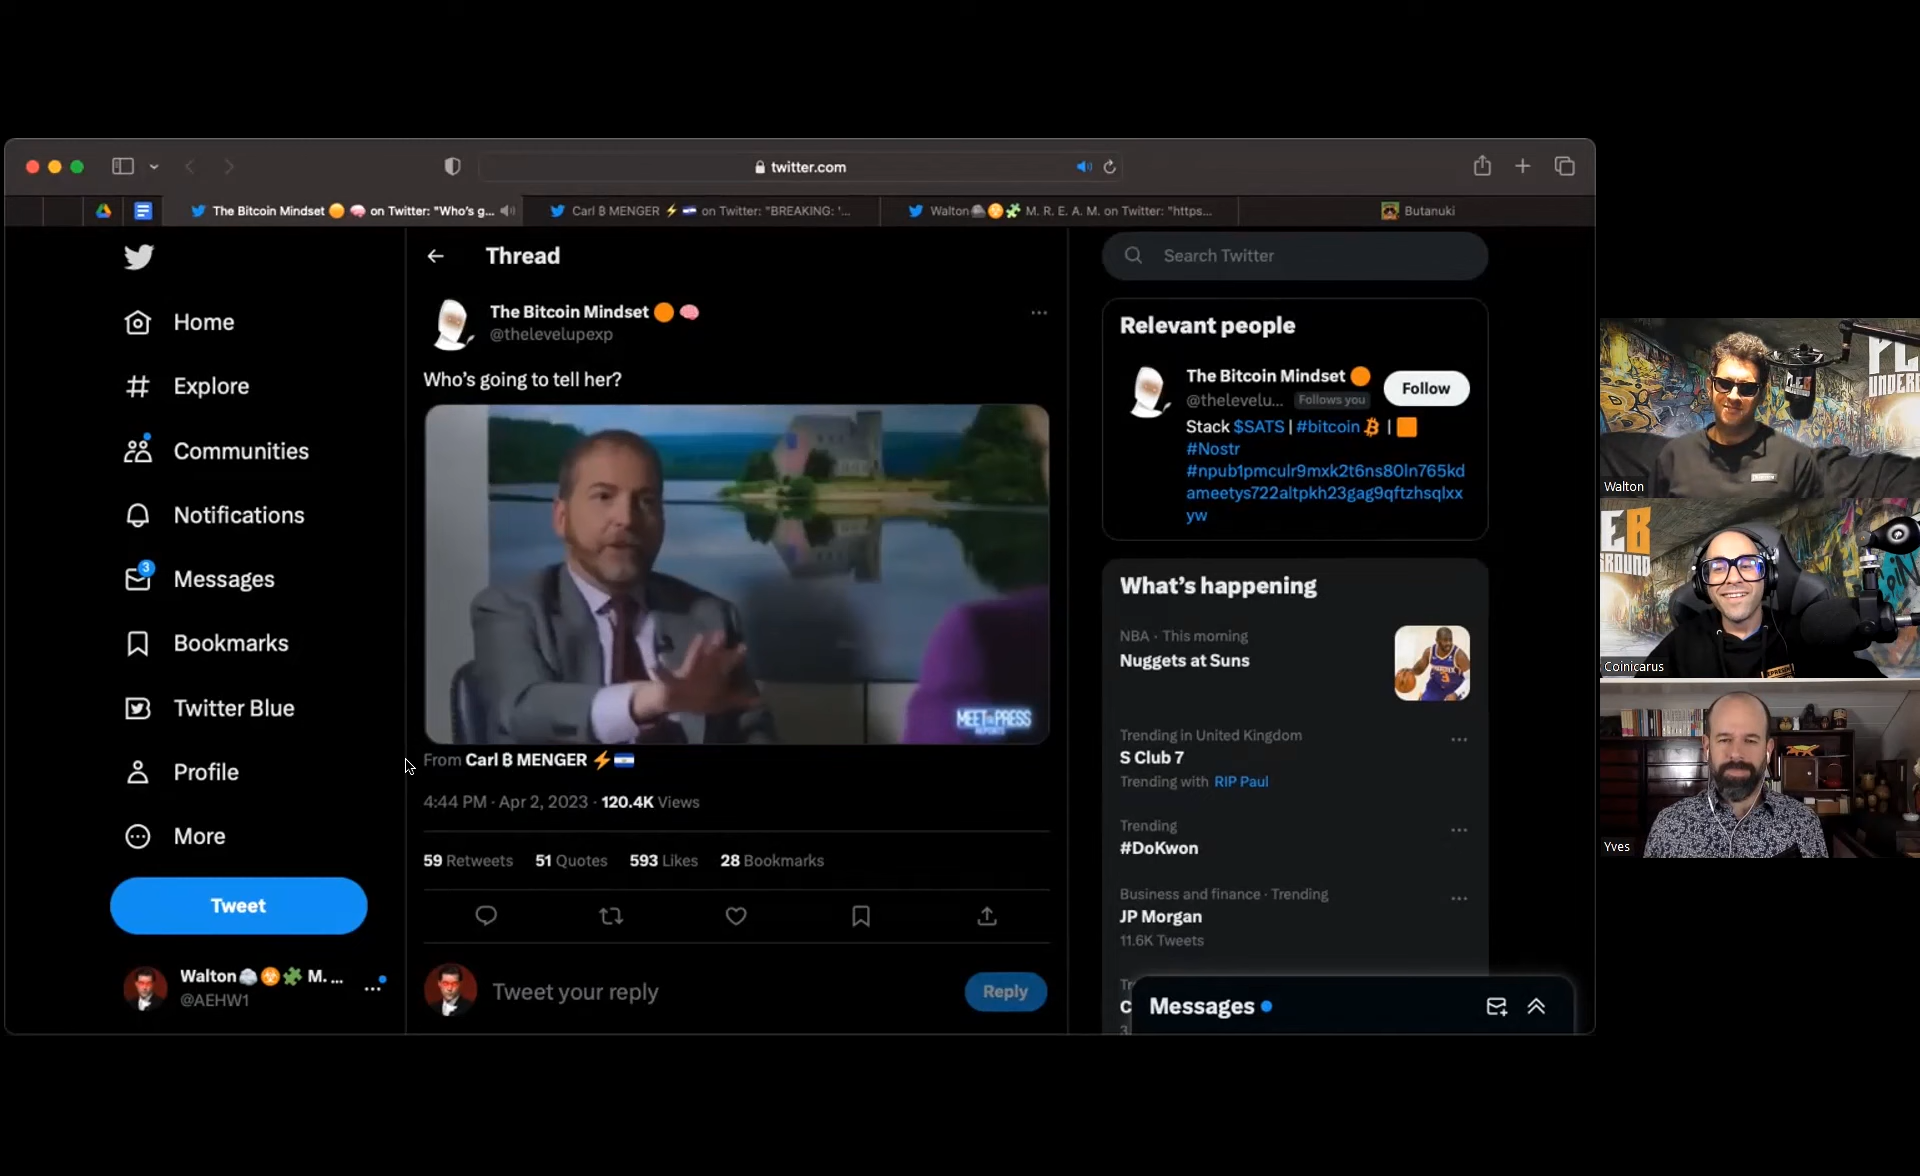 twitter.com
The Bitcoin Mindset 🟠 🧠 on Twitter: "Who's g...
Carl ₿ MENGER ⚡ 🇸🇻 on Twitter: "BREAKING: '...
Walton M. R. E. A. M. on Twitter: "https...
Butanuki
Home
Explore
Communities
Notifications
3
Messages
Bookmarks
Twitter Blue
Profile
More
Tweet
Walton M. ...
@AEHW1
Thread
The Bitcoin Mindset 🟠 🧠
@thelevelupexp
Who's going to tell her?
MEET THE PRESS
REPORTS
From Carl ₿ MENGER ⚡🇸🇻
4:44 PM · Apr 2, 2023 · 120.4K Views
59 Retweets 51 Quotes 593 Likes 28 Bookmarks
Tweet your reply
Reply
Search Twitter
Relevant people
The Bitcoin Mindset 🟠
@thelevelu... Follows you
Follow
Stack $SATS | #bitcoin | 🟧
#Nostr
#npub1pmculr9mxk2t6ns80ln765kd
ameetys722altpkh23gag9qftzhsqlxx
yw
What's happening
NBA · This morning
Nuggets at Suns
Trending in United Kingdom
S Club 7
Trending with RIP Paul
Trending
#DoKwon
Business and finance · Trending
JP Morgan
11.6K Tweets
Messages
Walton
Coinicarus
Yves